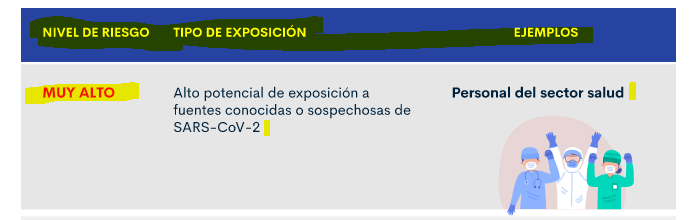 NIVEL DE RIESGO TIPO DE EXPOSICIÓN EJEMPLOS
MUY ALTO
Alto potencial de exposición a
fuentes conocidas o sospechosas de
SARS-CoV-2
Personal del sector salud